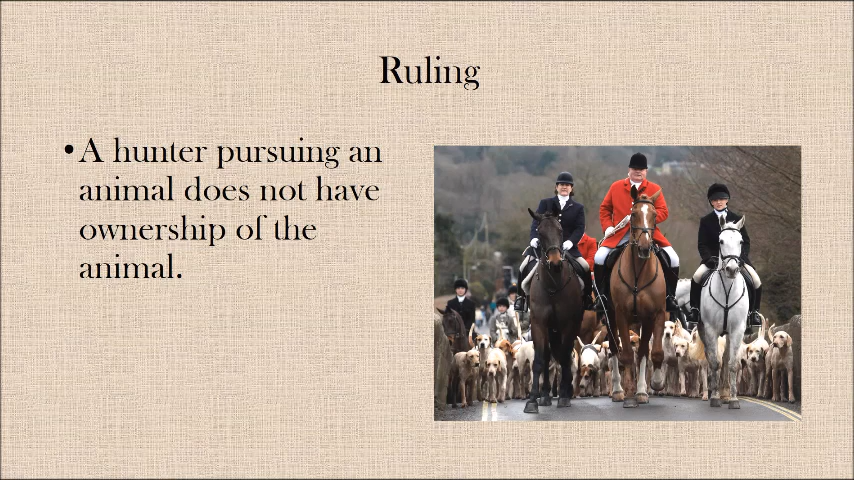 Ruling
•A hunter pursuing an
animal does not have
ownership of the
animal.